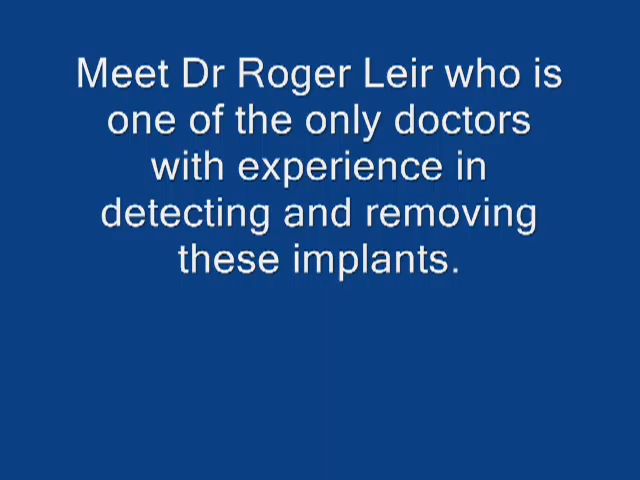 Meet Dr Roger Leir who is
one of the only doctors
with experience in
detecting and removing
these implants.